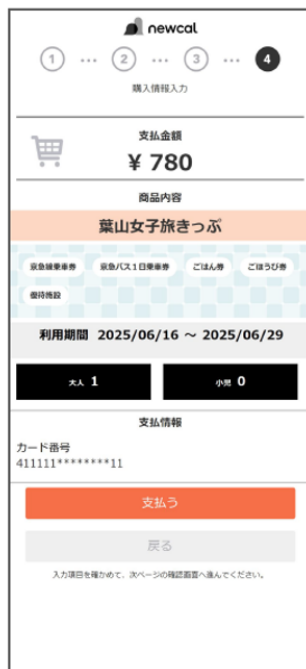 newcal
1 ... 2 ... 3 ... 4
購入情報入力
支払金額
¥ 780
商品内容
葉山女子旅きっぷ
京急線乗車券 京急バス1日乗車券 ごはん券 ごほうび券
優待施設
利用期間 2025/06/16 ～ 2025/06/29
大人 1 小児 0
支払情報
カード番号
411111********11
支払う
戻る
入力項目を確かめて、次ページの確認画面へ進んでください。